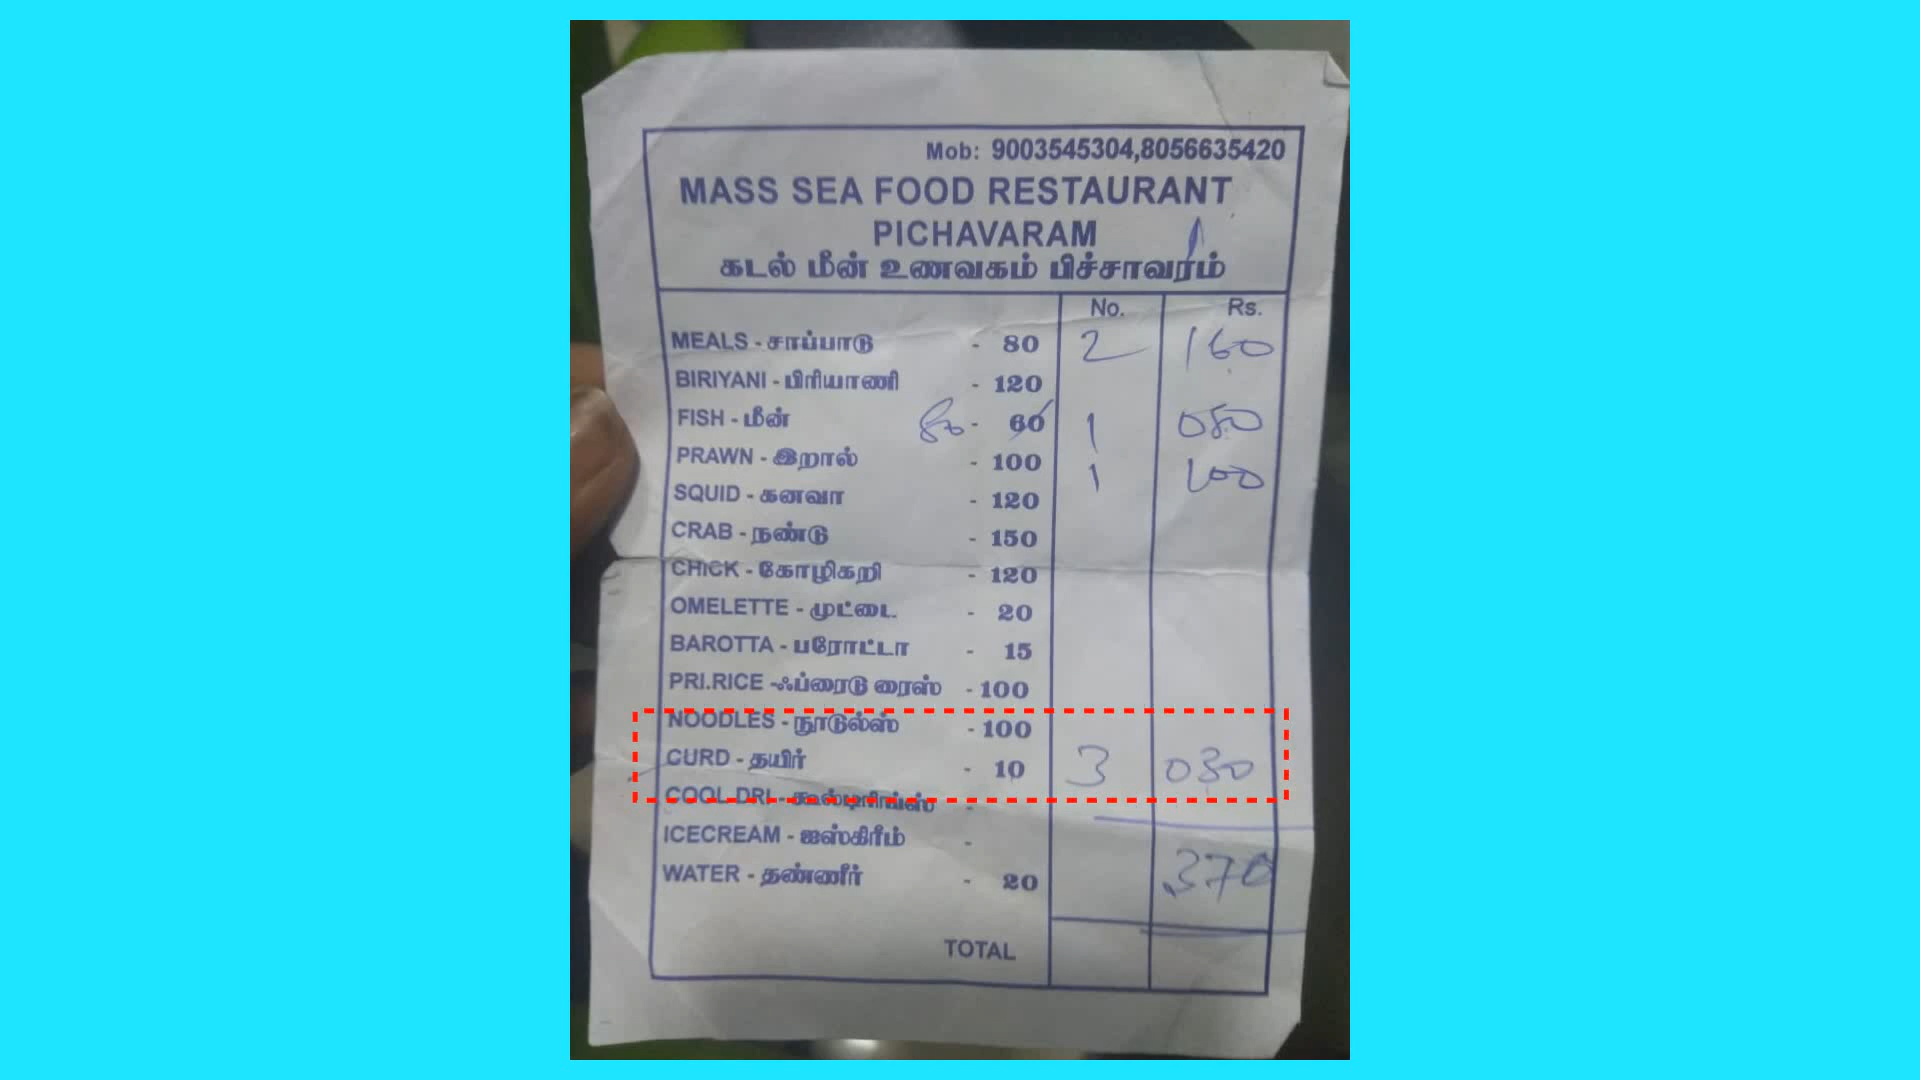 Mob: 9003545304,8056635420
MASS SEA FOOD RESTAURANT
PICHAVARAM
கடல் மீன் உணவகம் பிச்சாவரம்
No. Rs.
MEALS - சாப்பாடு - 80 2 160
BIRIYANI - பிரியாணி - 120
FISH - மீன் 80 - 60 1 080
PRAWN - இறால் - 100 1 100
SQUID - கனவா - 120
CRAB - நண்டு - 150
CHICK - கோழிகறி - 120
OMELETTE - முட்டை - 20
BAROTTA - பரோட்டா - 15
PRI.RICE -ஃப்ரைடு ரைஸ் - 100
NOODLES - நூடுல்ஸ் - 100
CURD - தயிர் - 10 3 030
COOL.DRI - கூல்டிரிங்ஸ் -
ICECREAM - ஐஸ்கிரீம் -
370
WATER - தண்ணீர் - 20
TOTAL